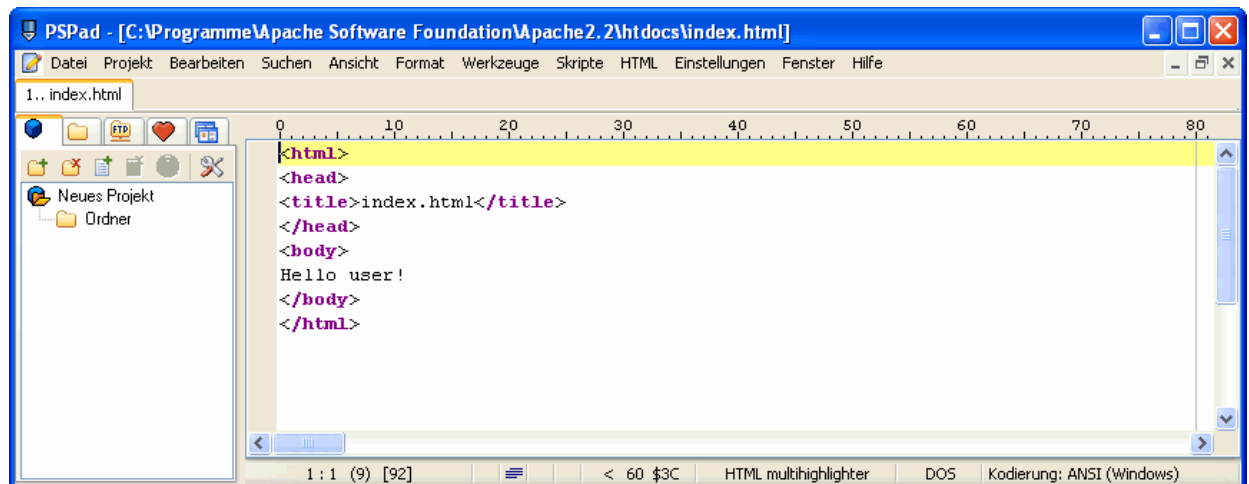 PSPad - [C:\Programme\Apache Software Foundation\Apache2.2\htdocs\index.html]
Datei Projekt Bearbeiten Suchen Ansicht Format Werkzeuge Skripte HTML Einstellungen Fenster Hilfe
1.. index.html
FTP
0 10 20 30 40 50 60 70 80
Neues Projekt
Ordner
<html>
<head>
<title>index.html</title>
</head>
<body>
Hello user!
</body>
</html>
1 : 1 (9) [92] < 60 $3C HTML multihighlighter DOS Kodierung: ANSI (Windows)